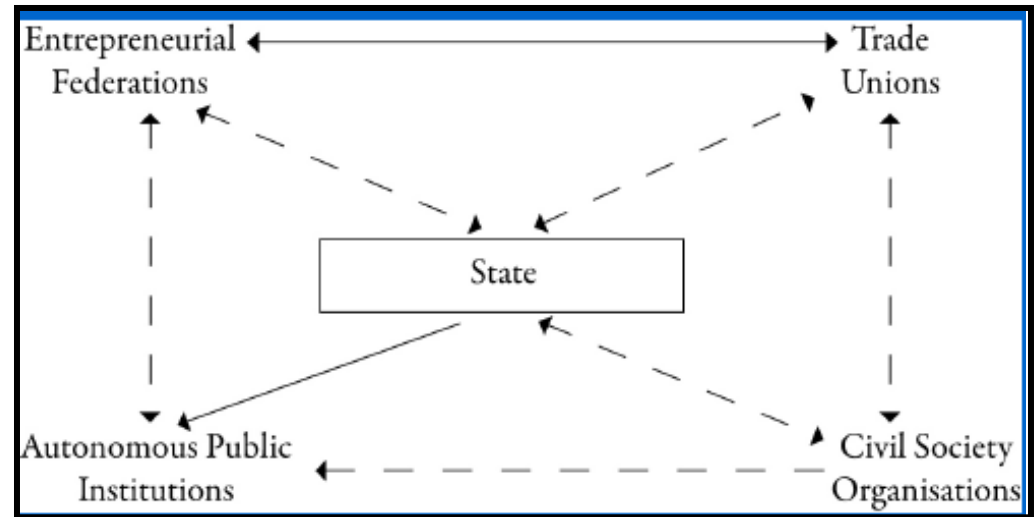 Entrepreneurial
Federations
Trade
Unions
State
Autonomous Public
Institutions
Civil Society
Organisations